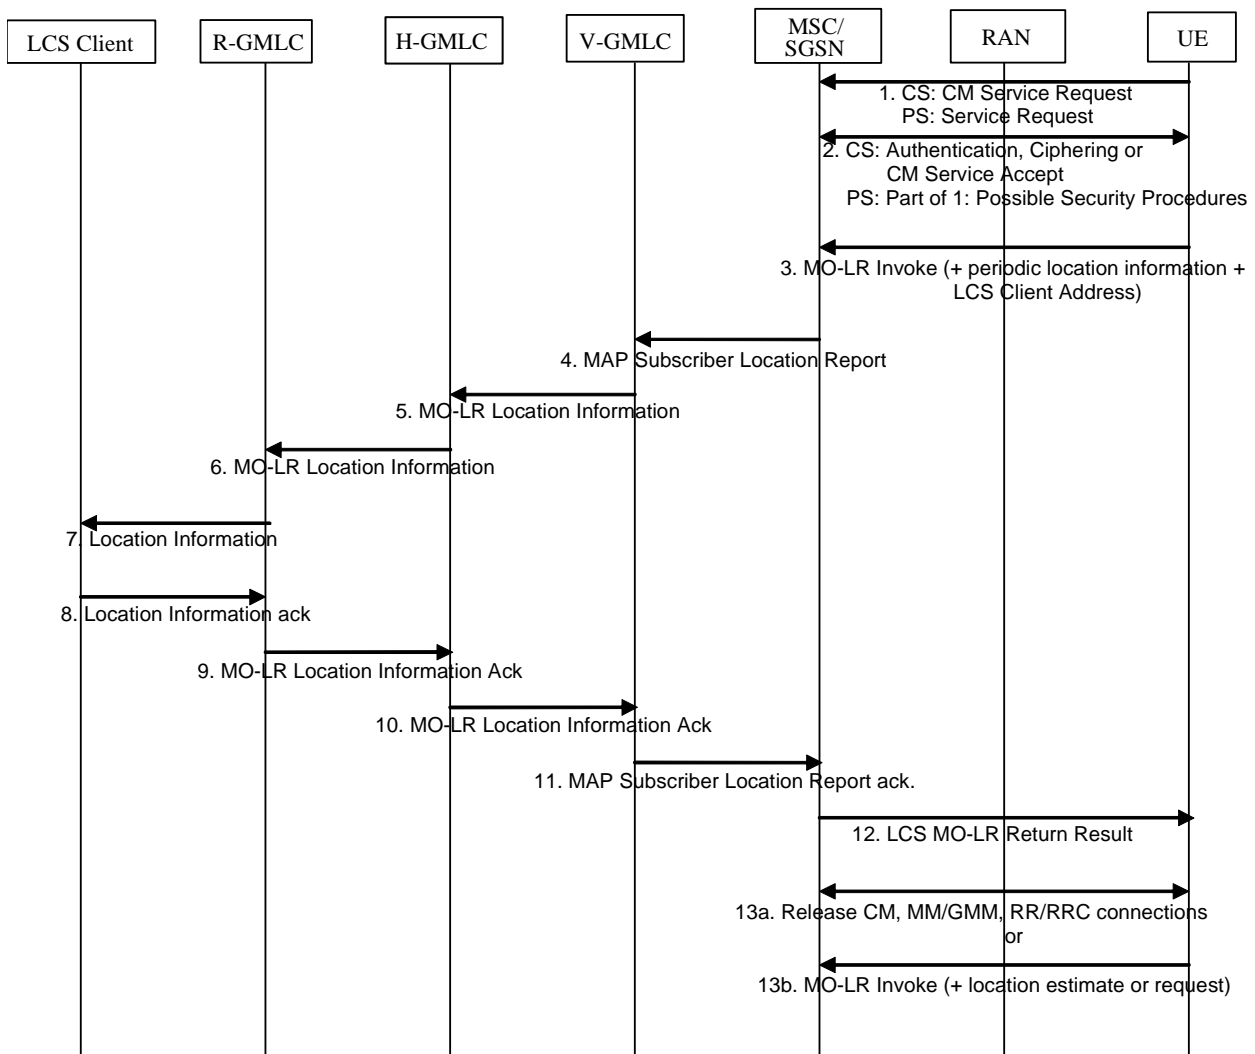 LCS Client
R-GMLC
H-GMLC
V-GMLC
MSC/
SGSN
RAN
UE
1. CS: CM Service Request
PS: Service Request
2. CS: Authentication, Ciphering or
CM Service Accept
PS: Part of 1: Possible Security Procedures
3. MO-LR Invoke (+ periodic location information +
LCS Client Address)
4. MAP Subscriber Location Report
5. MO-LR Location Information
6. MO-LR Location Information
7. Location Information
8. Location Information ack
9. MO-LR Location Information Ack
10. MO-LR Location Information Ack
11. MAP Subscriber Location Report ack.
12. LCS MO-LR Return Result
13a. Release CM, MM/GMM, RR/RRC connections
or
13b. MO-LR Invoke (+ location estimate or request)